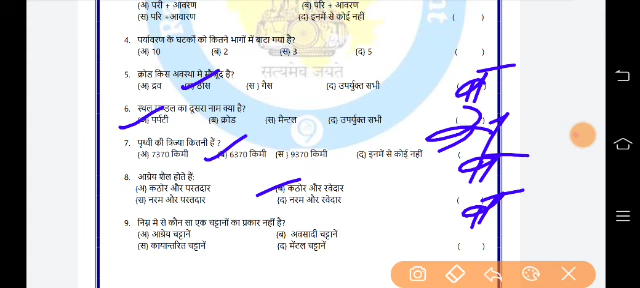 (अ) परी + आवरण (ब) परि + आवरण
(स) परि +आवारण (द) इनमें से कोई नहीं ( )
4. पर्यावरण के घटकों को कितने भागों में बाटा गया है?
(अ) 10 (ब) 2 (स) 3 (द) 5 ( )
सत्यमेव जयते
5. क्रोड किस अवस्था मे मौजूद है?
(अ) द्रव ठोस (स ) गैस (द) उपर्युक्त सभी ( ब
6. स्थल मण्डल का दूसरा नाम क्या है?
(अ) पर्पटी (ब) क्रोड (स) मैन्टल (द) उपर्युक्त सभी ( अ
7. पृथ्वी की त्रिज्या कितनी हैं ?
(अ) 7370 किमी (ब) 6370 किमी (स ) 9370 किमी (द) इनमें से कोई नहीं ( ब
8. आग्नेय शैल होते हैं:
(अ) कठोर और परतदार (ब) कठोर और रवेदार
(स) नरम और परतदार (द) नरम और रवेदार ( ब
9. निम्न मे से कौन सा एक चट्टानों का प्रकार नहीं है?
(अ) आग्नेय चट्टानें (ब) अवसादी चट्टानें
(स) कायान्तरित चट्टानें (द) मेंटल चट्टानें ( )